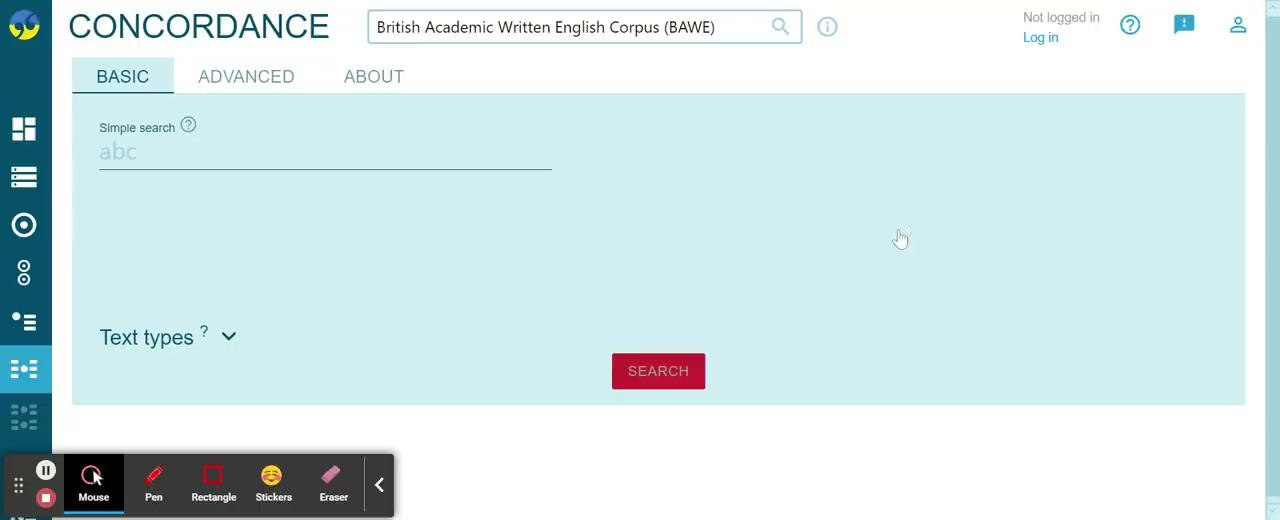 CONCORDANCE
British Academic Written English Corpus (BAWE)
Not logged in
Log in
BASIC
ADVANCED
ABOUT
Simple search
abc
Text types ?
SEARCH
Mouse
Pen
Rectangle
Stickers
Eraser